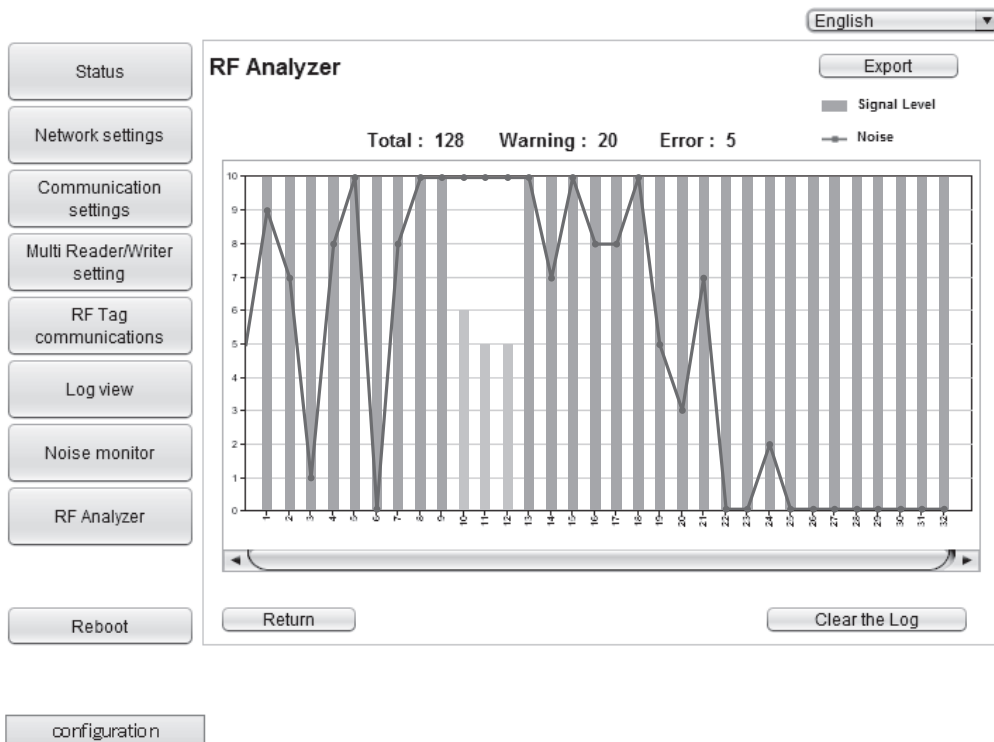 English
Status
Network settings
Communication
settings
Multi Reader/Writer
setting
RF Tag
communications
Log view
Noise monitor
RF Analyzer
Reboot
configuration
RF Analyzer
Export
Signal Level
Noise
Total : 128 Warning : 20 Error : 5
10
9
8
7
6
5
4
3
2
1
0
1 2 3 4 5 6 7 8 9 10 11 12 13 14 15 16 17 18 19 20 21 22 23 24 25 26 27 28 29 30 31 32
Return
Clear the Log